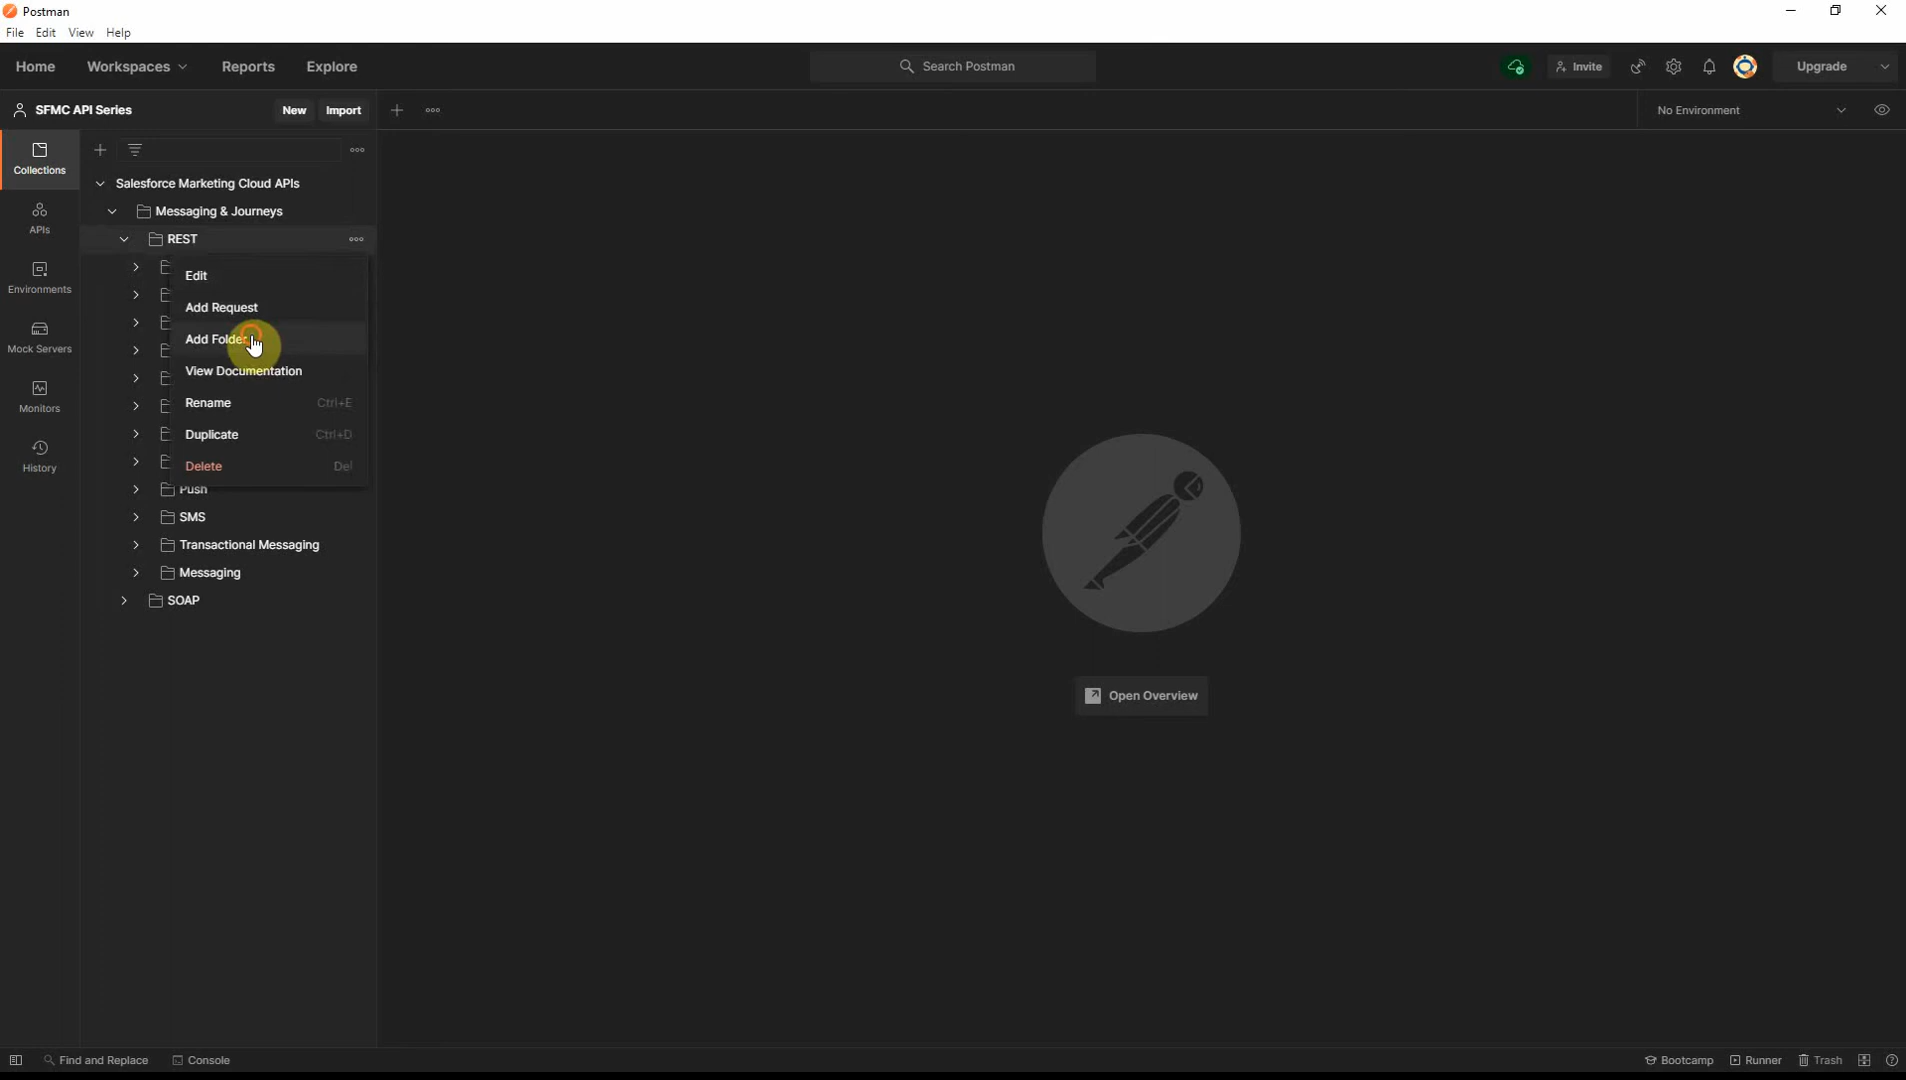 Postman
File Edit View Help
Home Workspaces Reports Explore Search Postman Invite Upgrade
SFMC API Series New Import No Environment
Collections
APIs
Environments
Mock Servers
Monitors
History
Salesforce Marketing Cloud APIs
Messaging & Journeys
REST
Edit
Add Request
Add Folder
View Documentation
Rename Ctrl+E
Duplicate Ctrl+D
Delete Del
Push
SMS
Transactional Messaging
Messaging
SOAP
Open Overview
Find and Replace Console Bootcamp Runner Trash